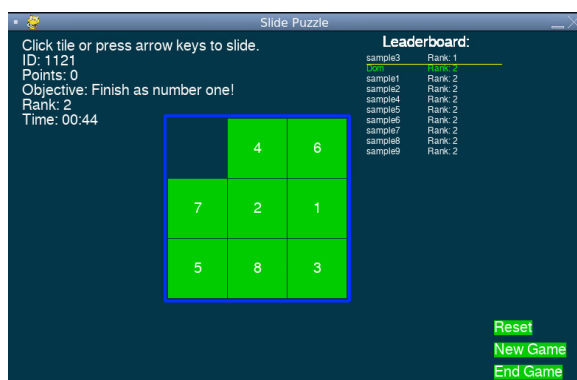 Slide Puzzle
Click tile or press arrow keys to slide.
ID: 1121
Points: 0
Objective: Finish as number one!
Rank: 2
Time: 00:44
Leaderboard:
sample3 Rank: 1
Dom Rank: 2
sample1 Rank: 2
sample2 Rank: 2
sample4 Rank: 2
sample5 Rank: 2
sample6 Rank: 2
sample7 Rank: 2
sample8 Rank: 2
sample9 Rank: 2
4 6
7 2 1
5 8 3
Reset
New Game
End Game